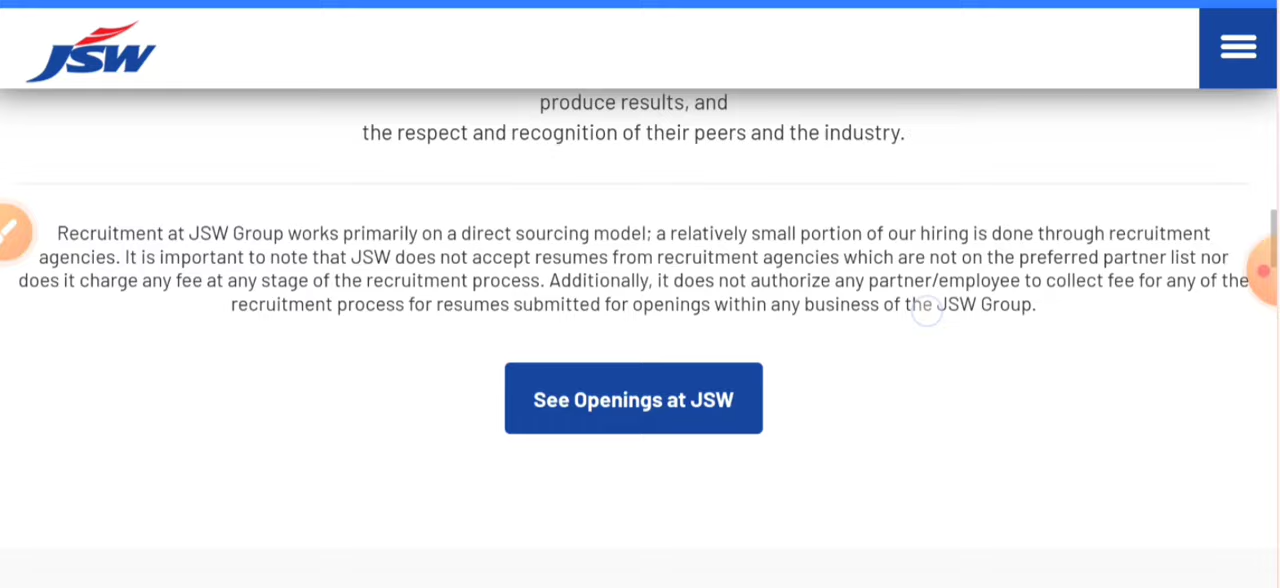 JSW
produce results, and
the respect and recognition of their peers and the industry.
Recruitment at JSW Group works primarily on a direct sourcing model; a relatively small portion of our hiring is done through recruitment
agencies. It is important to note that JSW does not accept resumes from recruitment agencies which are not on the preferred partner list nor
does it charge any fee at any stage of the recruitment process. Additionally, it does not authorize any partner/employee to collect fee for any of the
recruitment process for resumes submitted for openings within any business of the JSW Group.
See Openings at JSW